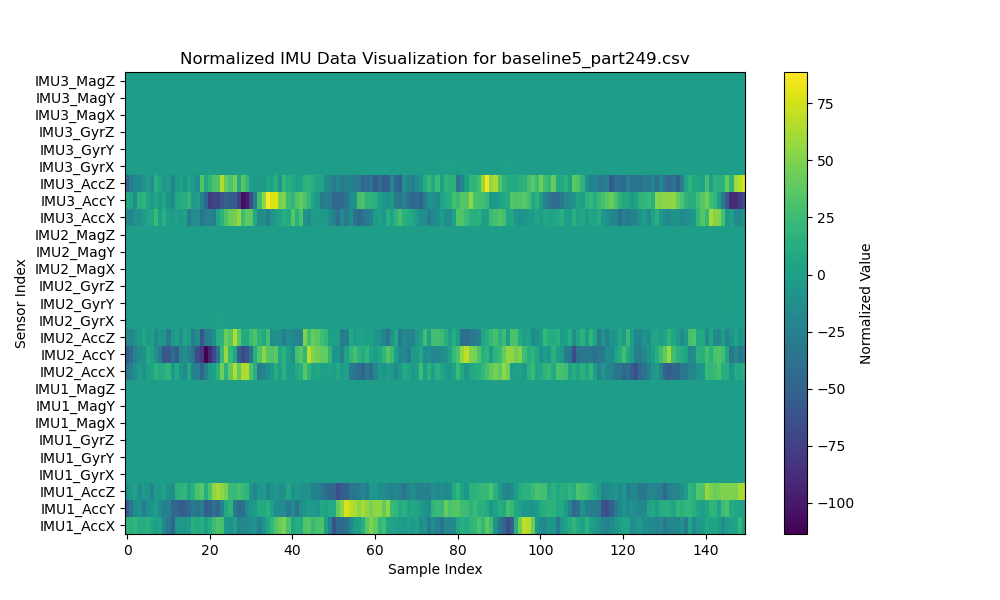 Normalized IMU Data Visualization for baseline5_part249.csv
IMU3_MagZ
IMU3_MagY
IMU3_MagX
IMU3_GyrZ
IMU3_GyrY
IMU3_GyrX
IMU3_AccZ
IMU3_AccY
IMU3_AccX
IMU2_MagZ
IMU2_MagY
IMU2_MagX
IMU2_GyrZ
IMU2_GyrY
IMU2_GyrX
IMU2_AccZ
IMU2_AccY
IMU2_AccX
IMU1_MagZ
IMU1_MagY
IMU1_MagX
IMU1_GyrZ
IMU1_GyrY
IMU1_GyrX
IMU1_AccZ
IMU1_AccY
IMU1_AccX
Sensor Index
0 20 40 60 80 100 120 140
Sample Index
75
50
25
0
−25
−50
−75
−100
Normalized Value